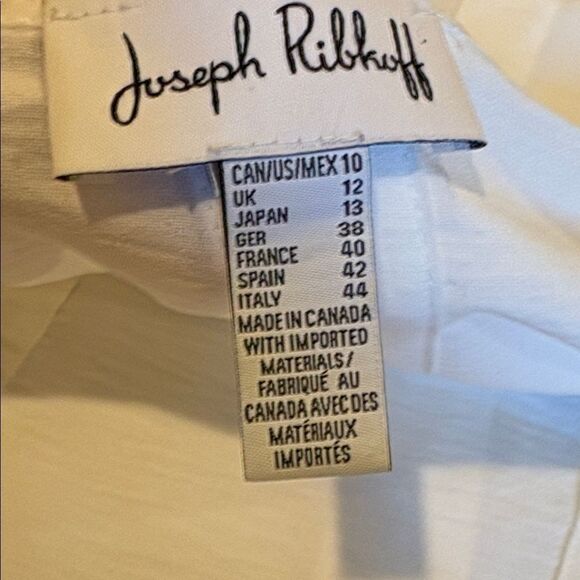 Joseph Ribkoff
CAN/US/MEX 10
UK 12
JAPAN 13
GER 38
FRANCE 40
SPAIN 42
ITALY 44
MADE IN CANADA
WITH IMPORTED
MATERIALS/
FABRIQUÉ AU
CANADA AVEC DES
MATÉRIAUX
IMPORTÉS